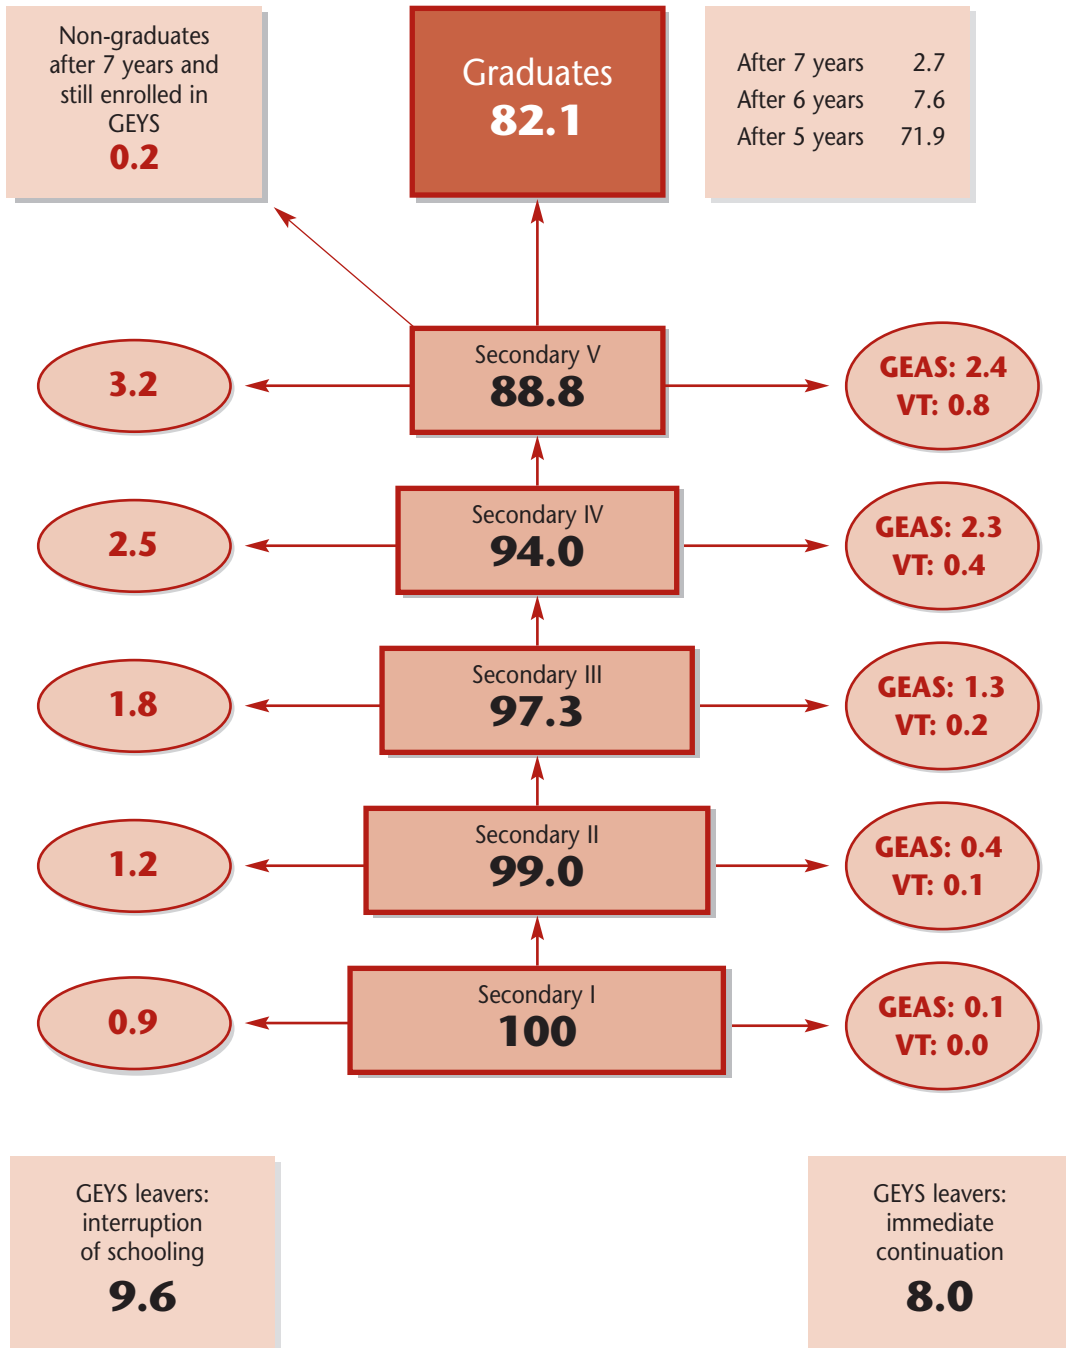 Non-graduates
after 7 years and
still enrolled in
GEYS
0.2
Graduates
82.1
After 7 years 2.7
After 6 years 7.6
After 5 years 71.9
3.2
Secondary V
88.8
GEAS: 2.4
VT: 0.8
2.5
Secondary IV
94.0
GEAS: 2.3
VT: 0.4
1.8
Secondary III
97.3
GEAS: 1.3
VT: 0.2
1.2
Secondary II
99.0
GEAS: 0.4
VT: 0.1
0.9
Secondary I
100
GEAS: 0.1
VT: 0.0
GEYS leavers:
interruption
of schooling
9.6
GEYS leavers:
immediate
continuation
8.0